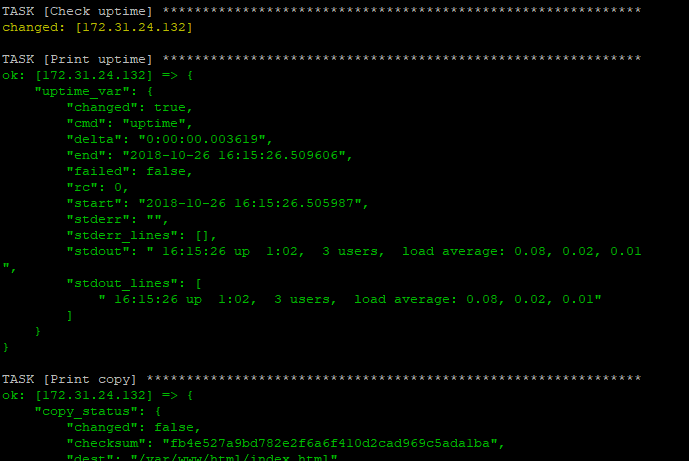 TASK [Check uptime] ************************************************************
changed: [172.31.24.132]
TASK [Print uptime] ************************************************************
ok: [172.31.24.132] => {
    "uptime_var": {
        "changed": true,
        "cmd": "uptime",
        "delta": "0:00:00.003619",
        "end": "2018-10-26 16:15:26.509606",
        "failed": false,
        "rc": 0,
        "start": "2018-10-26 16:15:26.505987",
        "stderr": "",
        "stderr_lines": [],
        "stdout": " 16:15:26 up  1:02,  3 users,  load average: 0.08, 0.02, 0.01
",
        "stdout_lines": [
            " 16:15:26 up  1:02,  3 users,  load average: 0.08, 0.02, 0.01"
        ]
    }
}
TASK [Print copy] **************************************************************
ok: [172.31.24.132] => {
    "copy_status": {
        "changed": false,
        "checksum": "fb4e527a9bd782e2f6a6f410d2cad969c5ada1ba",
        "dest": "/var/www/html/index.html",